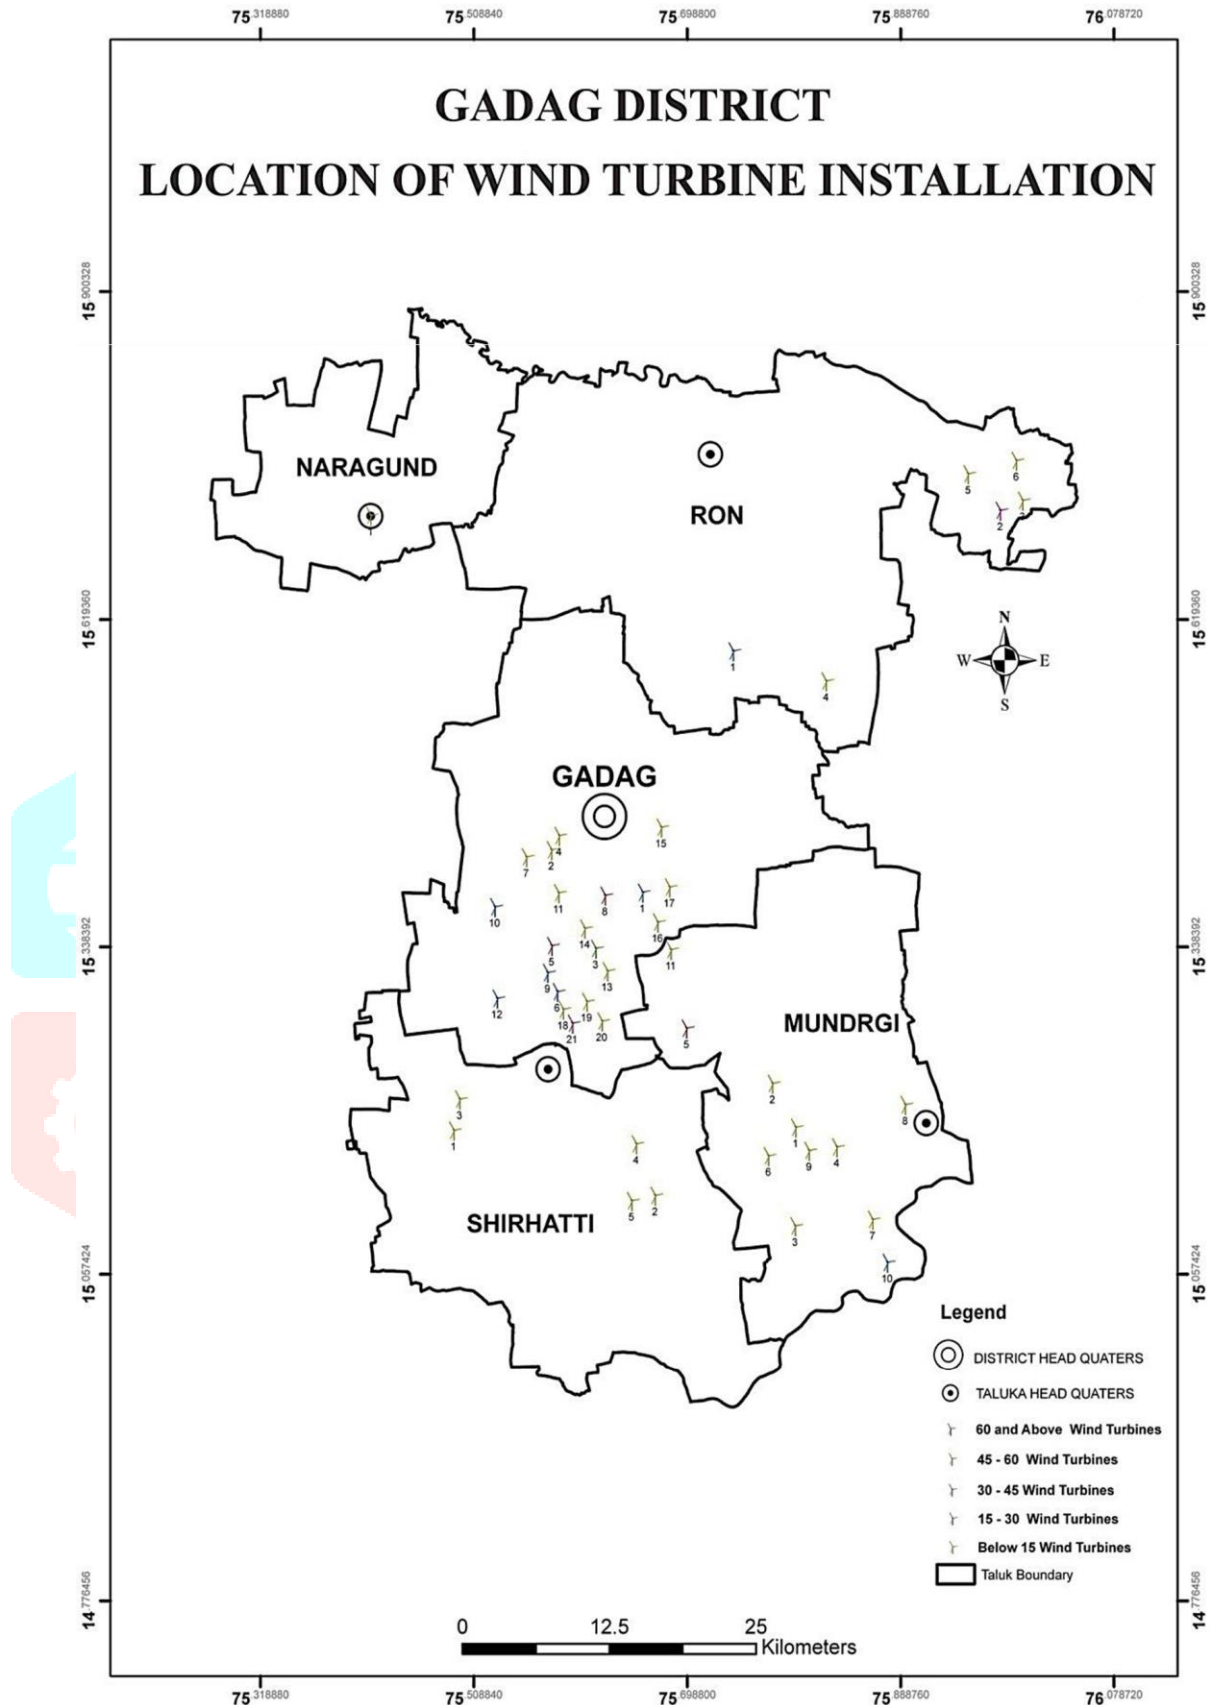 75.318880 75.508840 75.698800 75.888760 76.078720
GADAG DISTRICT
LOCATION OF WIND TURBINE INSTALLATION
15.900328 15.900328
NARAGUND
RON
6
5
2
15.619360 15.619360
N
W E
S
1
4
GADAG
15
4
2
7
11 8 1 17
10
16
14
15.338392 15.338392
5 3 11
9 13
6
12 19
18 20
21
MUNDRGI
5
2
3
8
1
1
4 6 9 4
5 2
SHIRHATTI
3 7
10
15.057424 15.057424
Legend
DISTRICT HEAD QUATERS
TALUKA HEAD QUATERS
60 and Above Wind Turbines
45 - 60 Wind Turbines
30 - 45 Wind Turbines
15 - 30 Wind Turbines
Below 15 Wind Turbines
Taluk Boundary
14.776456 14.776456
0 12.5 25
Kilometers
75.318880 75.508840 75.698800 75.888760 76.078720